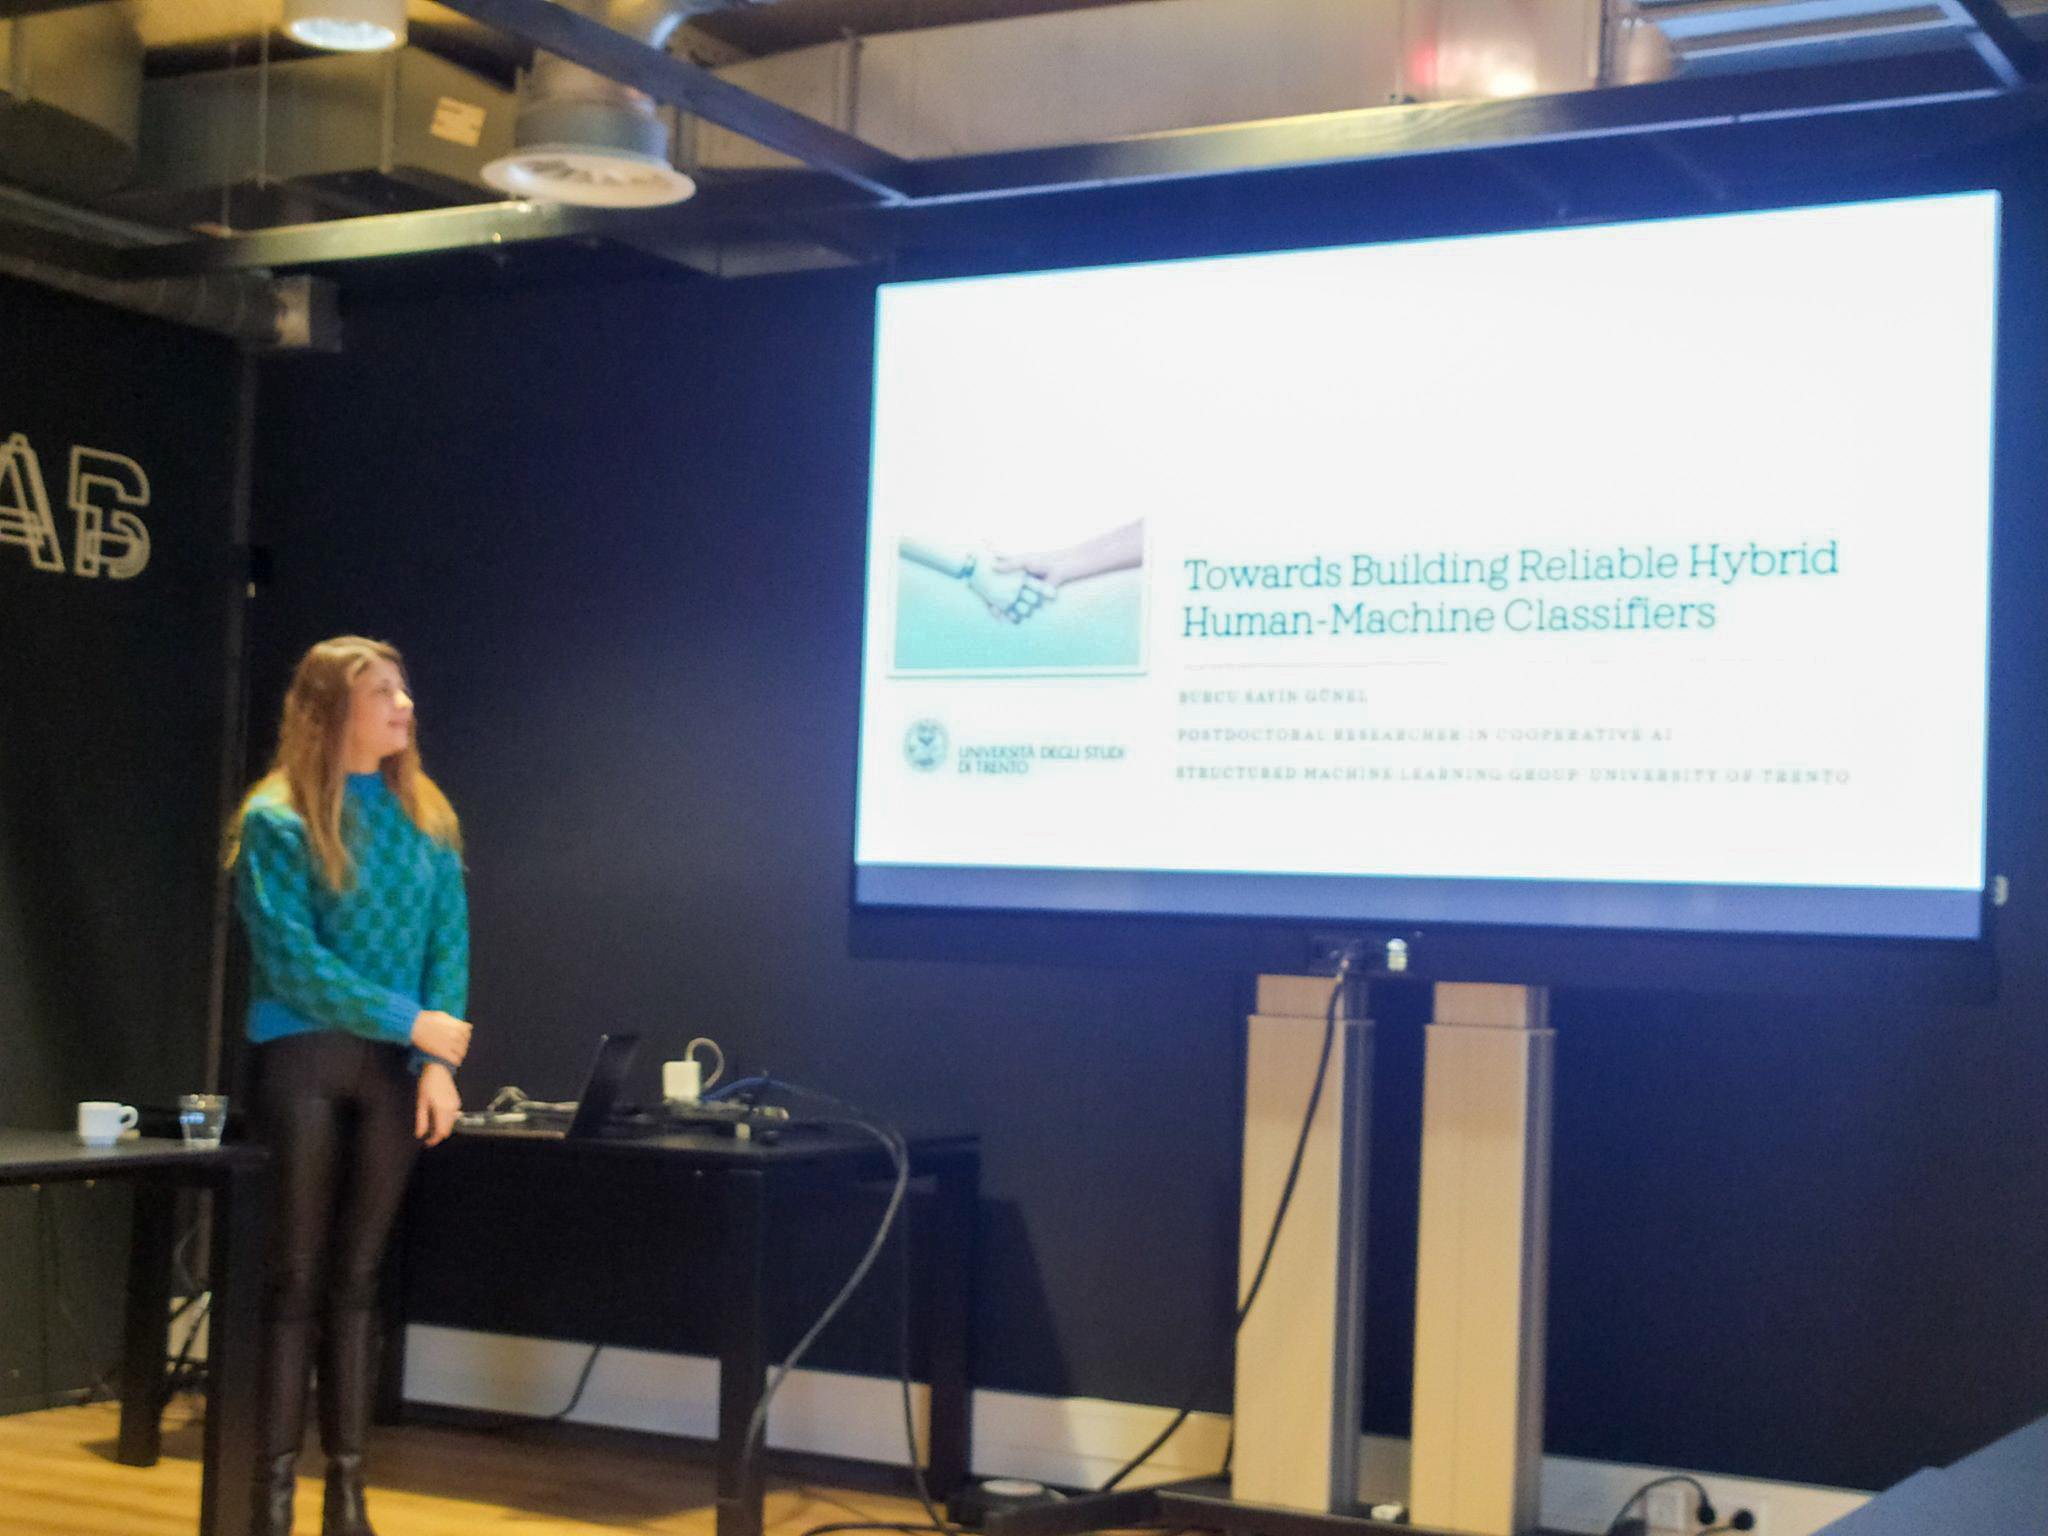 AB
Towards Building Reliable Hybrid
Human-Machine Classifiers
BURCU SAYIN GÜNEL
POSTDOCTORAL RESEARCHER IN COOPERATIVE AI
STRUCTURED MACHINE LEARNING GROUP UNIVERSITY OF TRENTO
UNIVERSITÀ DEGLI STUDI
DI TRENTO